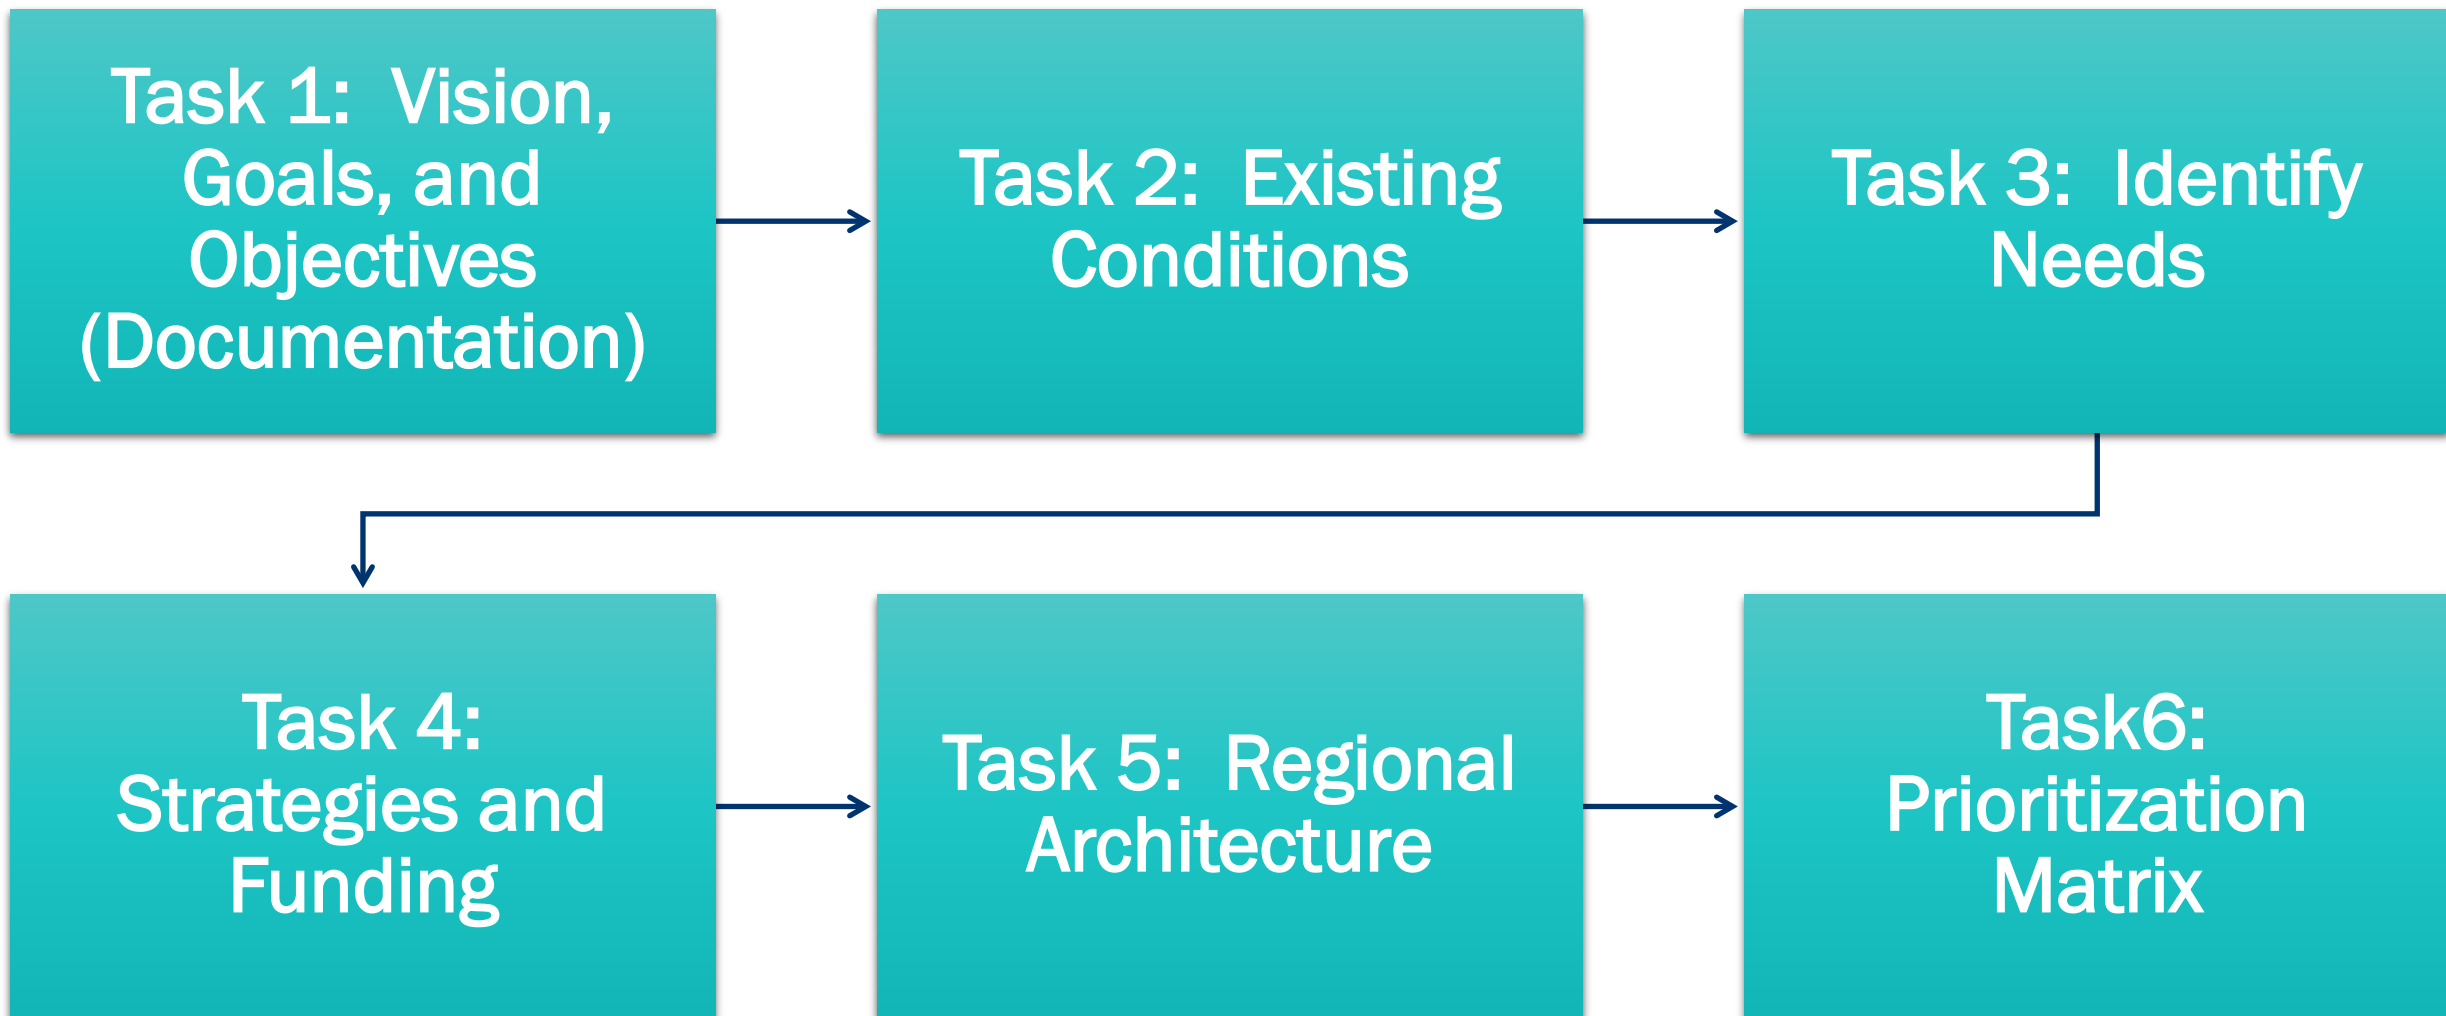 Task 1:  Vision,
Goals, and
Objectives
(Documentation)
Task 2:  Existing
Conditions
Task 3:  Identify
Needs
Task 4:
Strategies and
Funding
Task 5:  Regional
Architecture
Task6:
Prioritization
Matrix